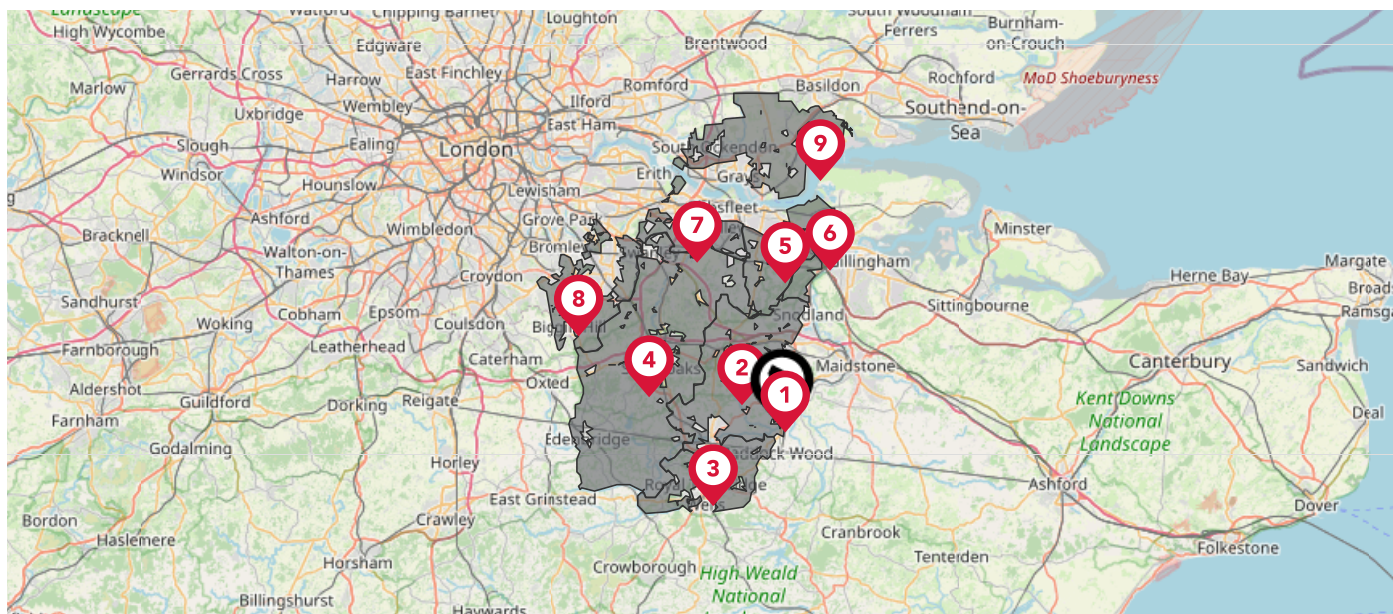 Landscape
High Wycombe
Watford
Chipping Barnet
Loughton
South Woodham
Ferrers
Burnham-
on-Crouch
Edgware
Brentwood
Gerrards Cross
Harrow
East Finchley
Romford
Basildon
Rochford
MoD Shoeburyness
Marlow
Wembley
Ilford
Southend-on-
Sea
Uxbridge
East Ham
9
Slough
Ealing
London
Windsor
Erith
Grays
Hounslow
Lewisham
Ashford
Grove Park
7
6
Minster
Bracknell
Wimbledon
Bromley
5
Walton-on-
Thames
Croydon
Herne Bay
Margate
Sandhurst
Cobham
Epsom
8
Sittingbourne
Woking
Coulsdon
Snodland
Farnborough
Leatherhead
Caterham
4
2
Maidstone
Canterbury
Sandwich
Aldershot
Guildford
Dorking
Reigate
Oxted
1
Kent Downs
National
Landscape
Farnham
Deal
Godalming
Edenbridge
Horley
3
Ashford
East Grinstead
Bordon
Crawley
Dover
Haslemere
Cranbrook
Folkestone
Horsham
Crowborough
Tenterden
High Weald
National
Billingshurst
Haywards